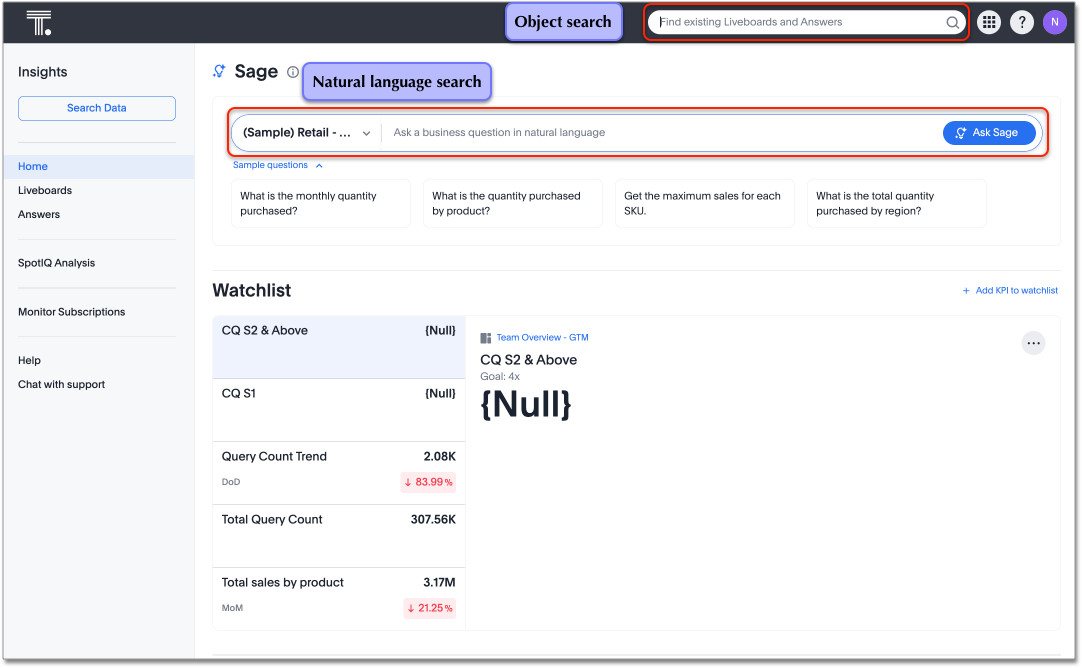 Object search
Find existing Liveboards and Answers
?
N
Insights
Search Data
Home
Liveboards
Answers
SpotIQ Analysis
Monitor Subscriptions
Help
Chat with support
Sage
Natural language search
(Sample) Retail - ...
Ask a business question in natural language
Ask Sage
Sample questions
What is the monthly quantity
purchased?
What is the quantity purchased
by product?
Get the maximum sales for each
SKU.
What is the total quantity
purchased by region?
Watchlist
+ Add KPI to watchlist
CQ S2 & Above {Null}
CQ S1 {Null}
Query Count Trend 2.08K
DoD ↓ 83.99%
Total Query Count 307.56K
Total sales by product 3.17M
MoM ↓ 21.25%
Team Overview - GTM
CQ S2 & Above
Goal: 4x
{Null}